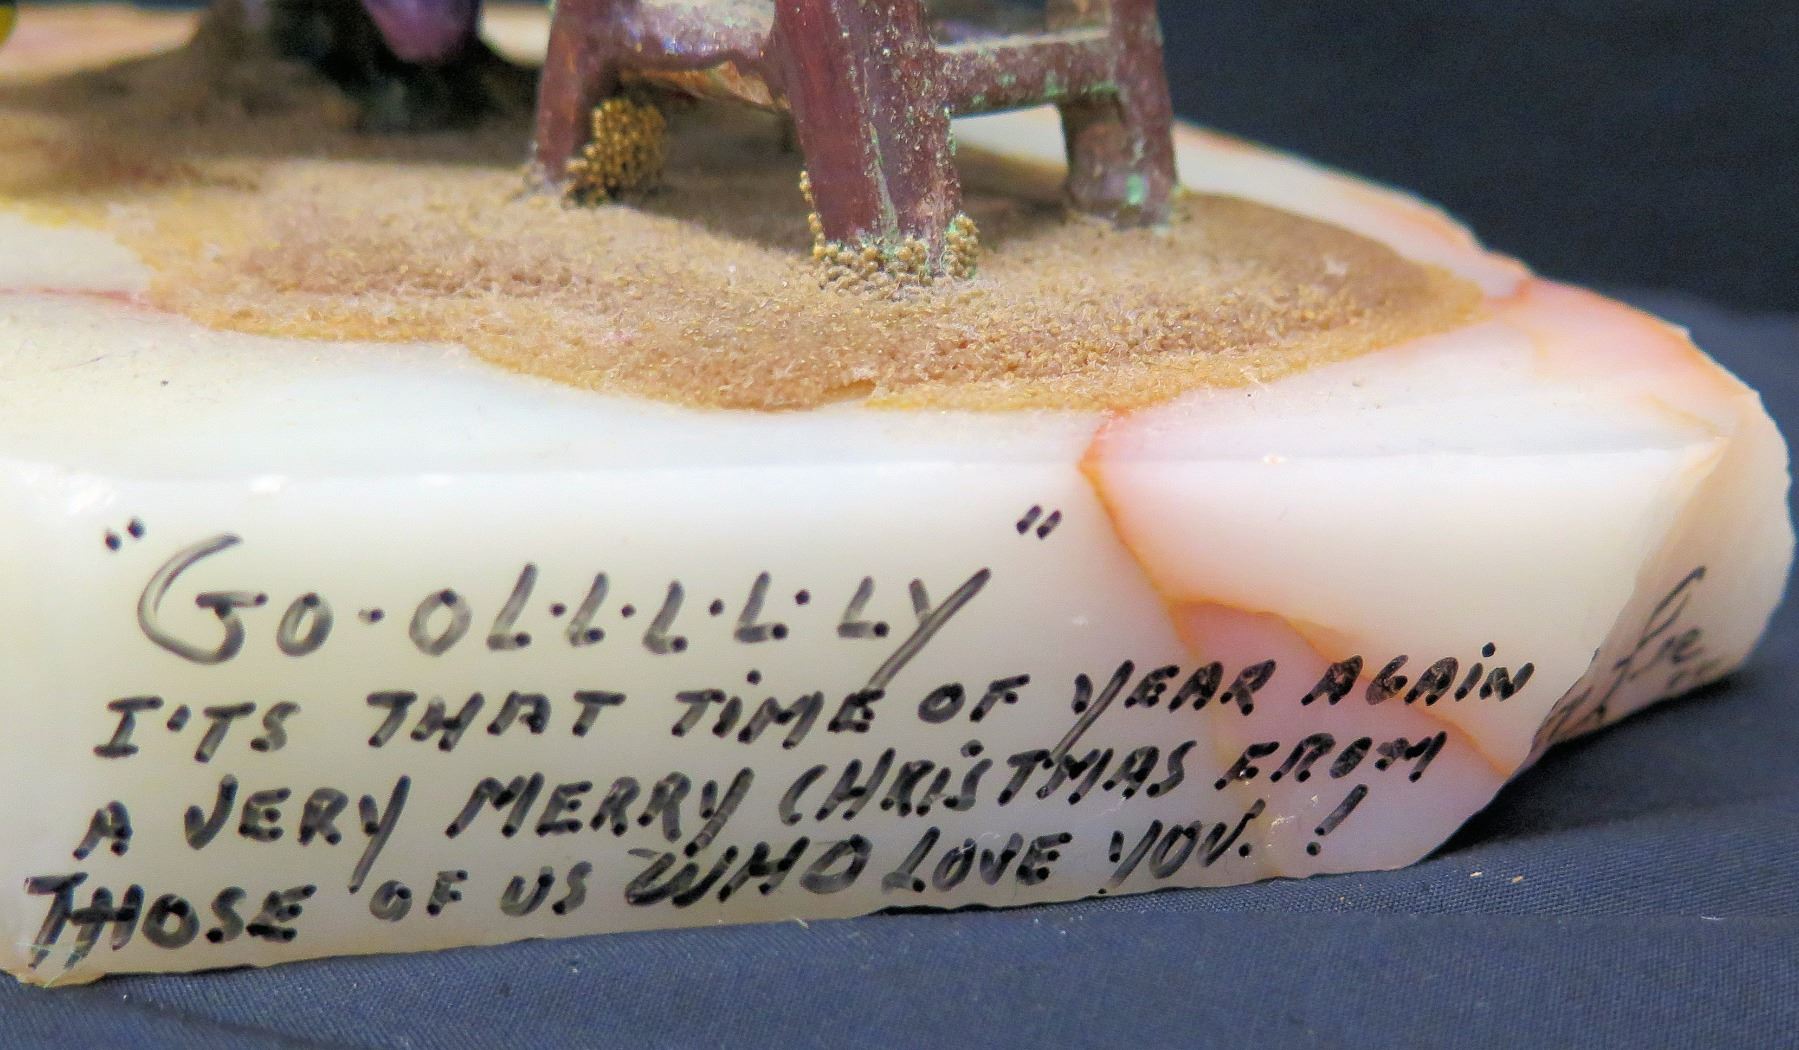 "Go-OL·L·L·L·LY"
I'TS THAT TiME OF YEAR AGAiN
A VERY MERRY CHRiSTMAS FROM
THOSE OF US WHO LOVE YOU. !